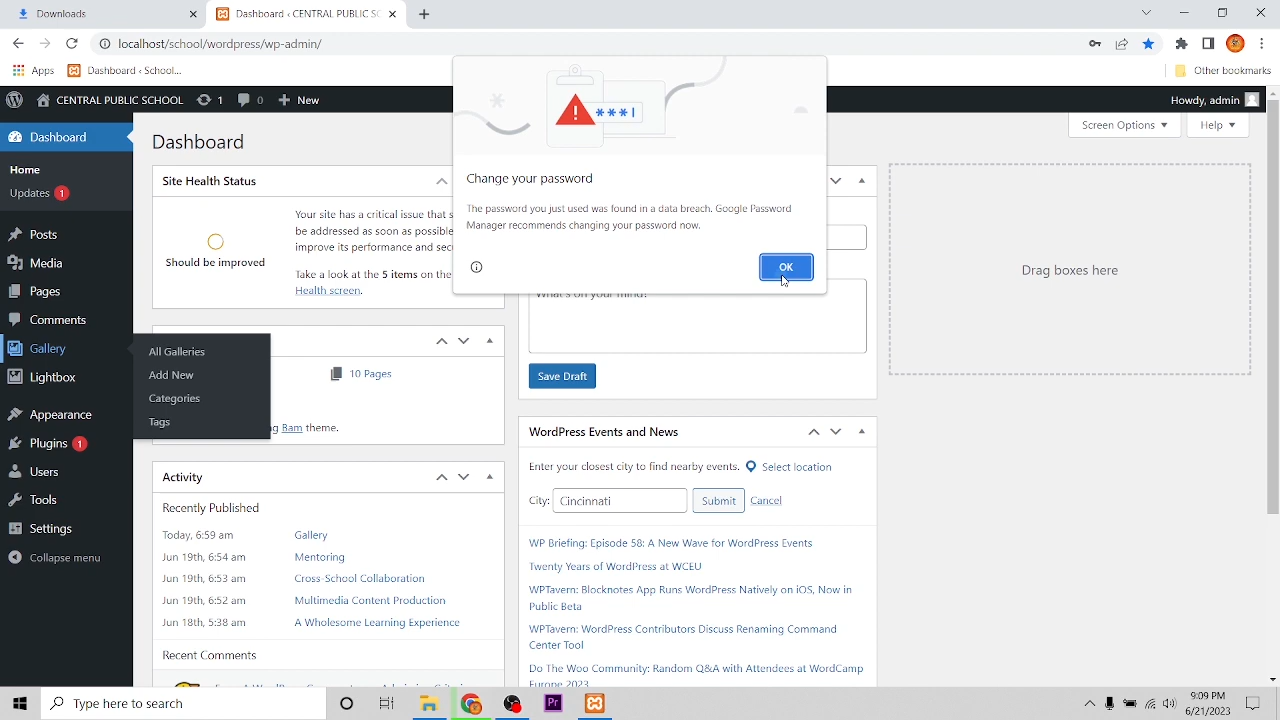 Downloads
Dashboard ‹ CENTRAL PUBLIC SC
localhost/school/wordpress/wp-admin/
Apps
Dashboard ‹ School...
Other bookmarks
CENTRAL PUBLIC SCHOOL
1
0
New
Howdy, admin
Screen Options
Help
Dashboard
Home
Updates 1
Posts
Media
Pages
Comments
Gallery
Lightbox
Appearance
Plugins 1
Users
Tools
Settings
Collapse menu
All Galleries
Add New
Categories
Tags
Dashboard
Site Health Status
Should be improved
Your site has a critical issue that s
be addressed as soon as possible
improve its performance and sec
Take a look at the 5 items on the
Health screen.
10 Pages
ng Bam theme.
Activity
Recently Published
Today, 6:59 am Gallery
Jun 19th, 6:54 am Mentoring
Jun 19th, 6:53 am Cross-School Collaboration
Jun 19th, 6:52 am Multimedia Content Production
Jun 18th, 5:38 am A Wholesome Learning Experience
Recent Comments
***
Change your password
The password you just used was found in a data breach. Google Password
Manager recommends changing your password now.
OK
What's on your mind?
Save Draft
WordPress Events and News
Enter your closest city to find nearby events. Select location
City: Cincinnati Submit Cancel
WP Briefing: Episode 58: A New Wave for WordPress Events
Twenty Years of WordPress at WCEU
WPTavern: Blocknotes App Runs WordPress Natively on iOS, Now in
Public Beta
WPTavern: WordPress Contributors Discuss Renaming Command
Center Tool
Do The Woo Community: Random Q&A with Attendees at WordCamp
Europe 2023
Drag boxes here
Type here to search
Pr
9:09 PM
6/21/2023